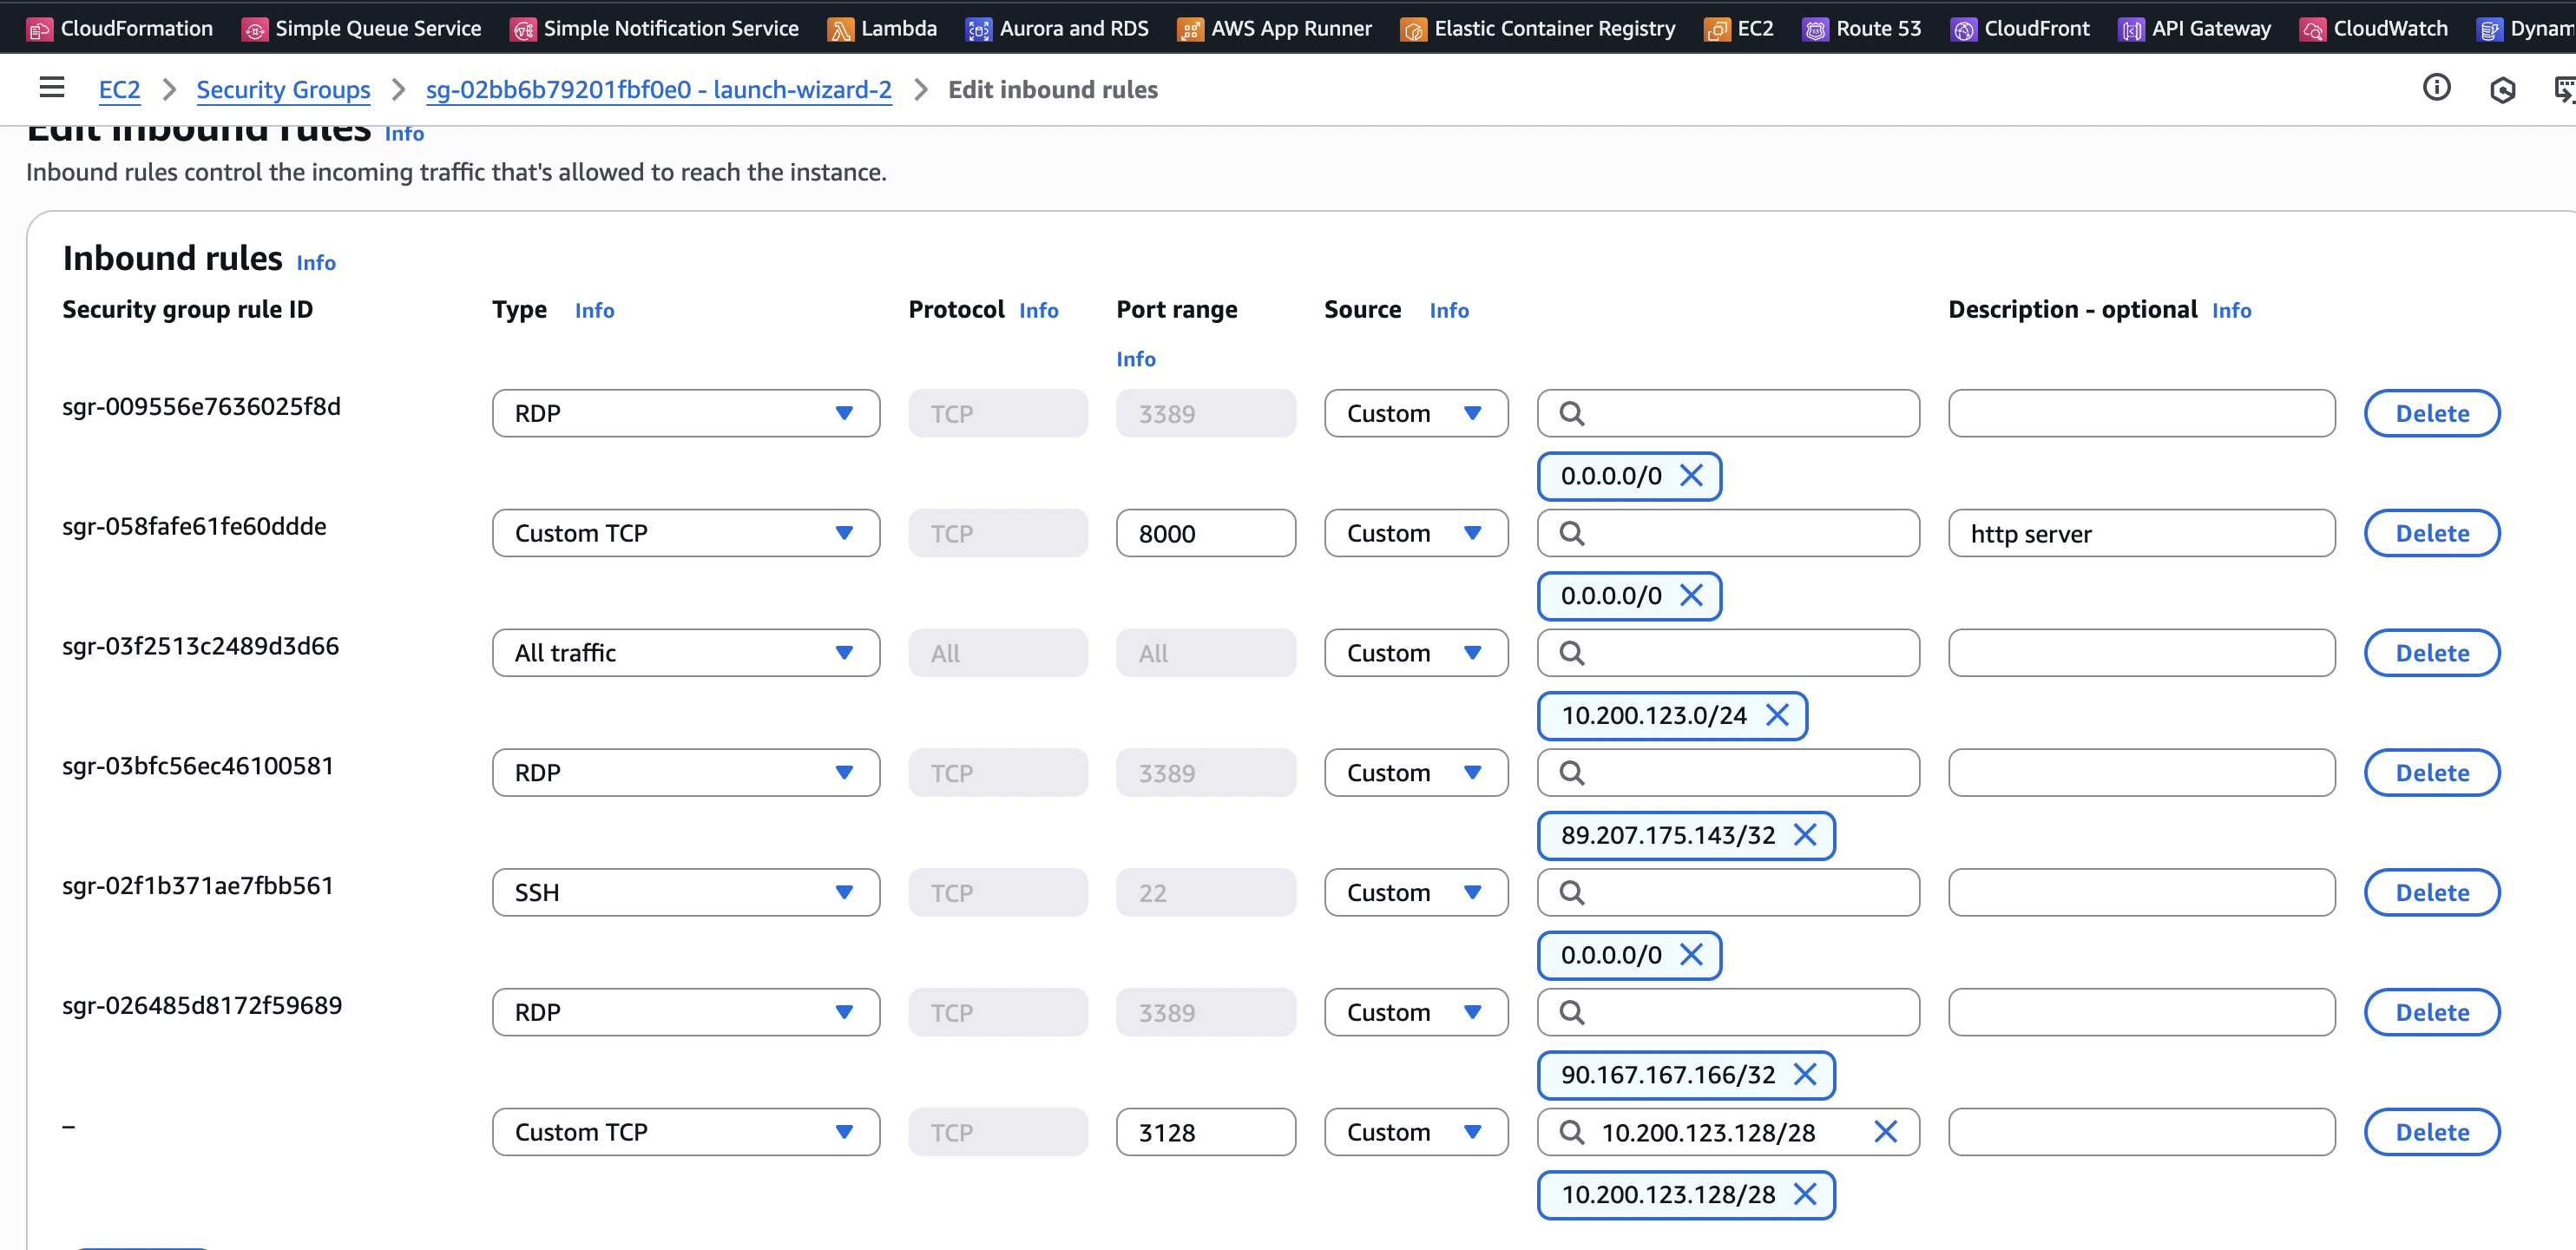 CloudFormation Simple Queue Service Simple Notification Service Lambda Aurora and RDS AWS App Runner Elastic Container Registry EC2 Route 53 CloudFront API Gateway CloudWatch Dynam
EC2 > Security Groups > sg-02bb6b79201fbf0e0 - launch-wizard-2 > Edit inbound rules
Edit inbound rules Info
Inbound rules control the incoming traffic that's allowed to reach the instance.
Inbound rules Info
Security group rule ID Type Info Protocol Info Port range Source Info Description - optional Info
Info
sgr-009556e7636025f8d RDP TCP 3389 Custom Delete
0.0.0.0/0
sgr-058fafe61fe60ddde Custom TCP TCP 8000 Custom http server Delete
0.0.0.0/0
sgr-03f2513c2489d3d66 All traffic All All Custom Delete
10.200.123.0/24
sgr-03bfc56ec46100581 RDP TCP 3389 Custom Delete
89.207.175.143/32
sgr-02f1b371ae7fbb561 SSH TCP 22 Custom Delete
0.0.0.0/0
sgr-026485d8172f59689 RDP TCP 3389 Custom Delete
90.167.167.166/32
– Custom TCP TCP 3128 Custom 10.200.123.128/28 Delete
10.200.123.128/28